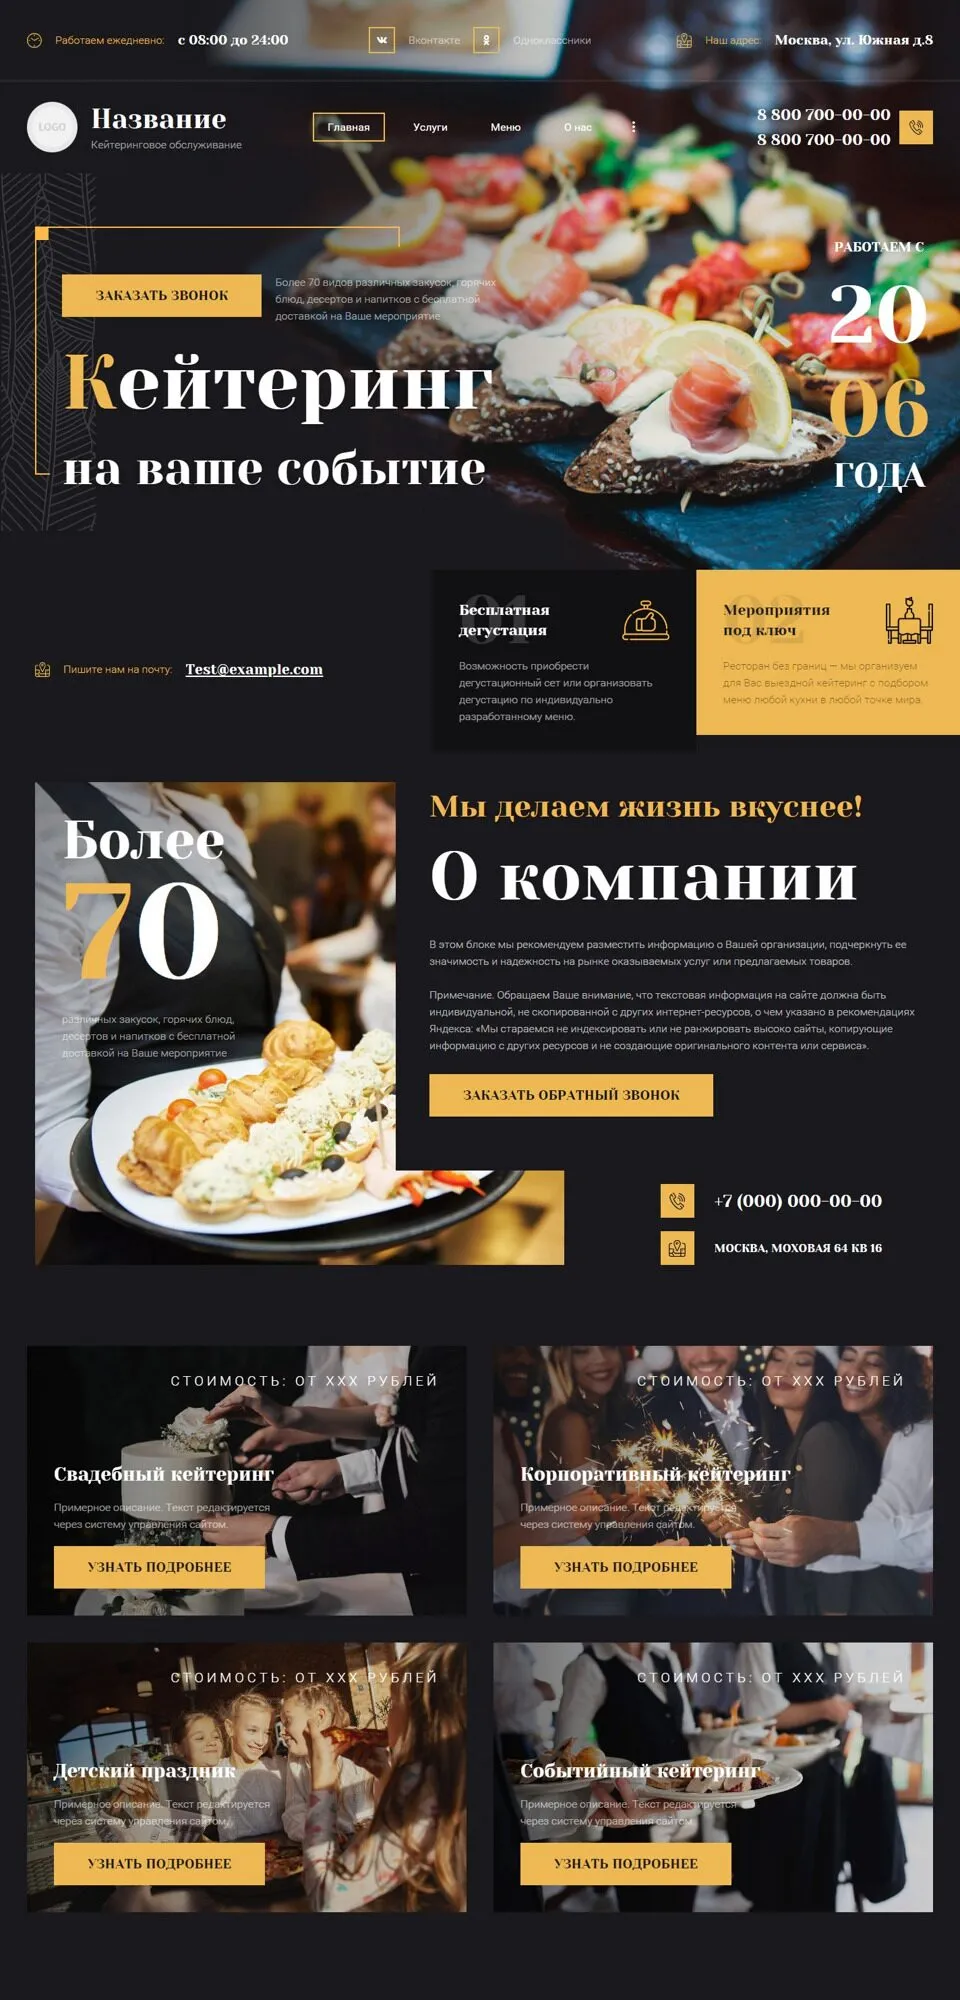 Работаем ежедневно: с 08:00 до 24:00
Вконтакте
Одноклассники
Наш адрес: Москва, ул. Южная д.8
LOGO
Название
Кейтеринговое обслуживание
Главная
Услуги
Меню
О нас
8 800 700-00-00
8 800 700-00-00
ЗАКАЗАТЬ ЗВОНОК
Более 70 видов различных закусок, горячих
блюд, десертов и напитков с бесплатной
доставкой на Ваше мероприятие
Кейтеринг
на ваше событие
РАБОТАЕМ С
20
06
ГОДА
Пишите нам на почту: Test@example.com
01
Бесплатная
дегустация
Возможность приобрести
дегустационный сет или организовать
дегустацию по индивидуально
разработанному меню.
02
Мероприятия
под ключ
Ресторан без границ — мы организуем
для Вас выездной кейтеринг с подбором
меню любой кухни в любой точке мира.
Более
70
различных закусок, горячих блюд,
десертов и напитков с бесплатной
доставкой на Ваше мероприятие
Мы делаем жизнь вкуснее!
О компании
В этом блоке мы рекомендуем разместить информацию о Вашей организации, подчеркнуть ее
значимость и надежность на рынке оказываемых услуг или предлагаемых товаров.
Примечание. Обращаем Ваше внимание, что текстовая информация на сайте должна быть
индивидуальной, не скопированной с других интернет-ресурсов, о чем указано в рекомендациях
Яндекса: «Мы стараемся не индексировать или не ранжировать высоко сайты, копирующие
информацию с других ресурсов и не создающие оригинального контента или сервиса».
ЗАКАЗАТЬ ОБРАТНЫЙ ЗВОНОК
+7 (000) 000-00-00
МОСКВА, МОХОВАЯ 64 КВ 16
СТОИМОСТЬ: ОТ XXX РУБЛЕЙ
Свадебный кейтеринг
Примерное описание. Текст редактируется
через систему управления сайтом.
УЗНАТЬ ПОДРОБНЕЕ
СТОИМОСТЬ: ОТ XXX РУБЛЕЙ
Корпоративный кейтеринг
Примерное описание. Текст редактируется
через систему управления сайтом.
УЗНАТЬ ПОДРОБНЕЕ
СТОИМОСТЬ: ОТ XXX РУБЛЕЙ
Детский праздник
Примерное описание. Текст редактируется
через систему управления сайтом.
УЗНАТЬ ПОДРОБНЕЕ
СТОИМОСТЬ: ОТ XXX РУБЛЕЙ
Событийный кейтеринг
Примерное описание. Текст редактируется
через систему управления сайтом.
УЗНАТЬ ПОДРОБНЕЕ